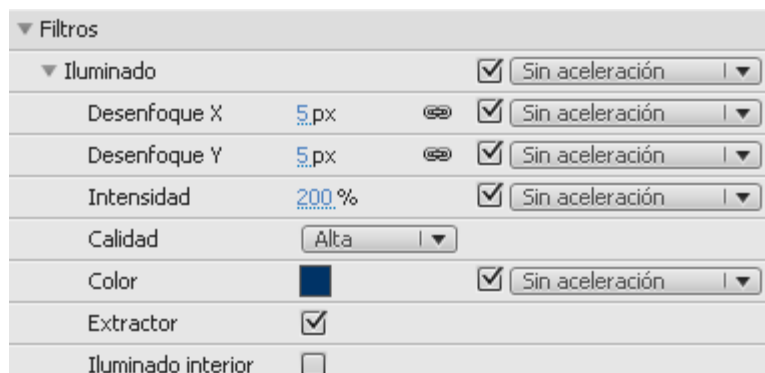 Filtros
Iluminado Sin aceleración
Desenfoque X 5 px Sin aceleración
Desenfoque Y 5 px Sin aceleración
Intensidad 200 % Sin aceleración
Calidad Alta
Color Sin aceleración
Extractor
Iluminado interior